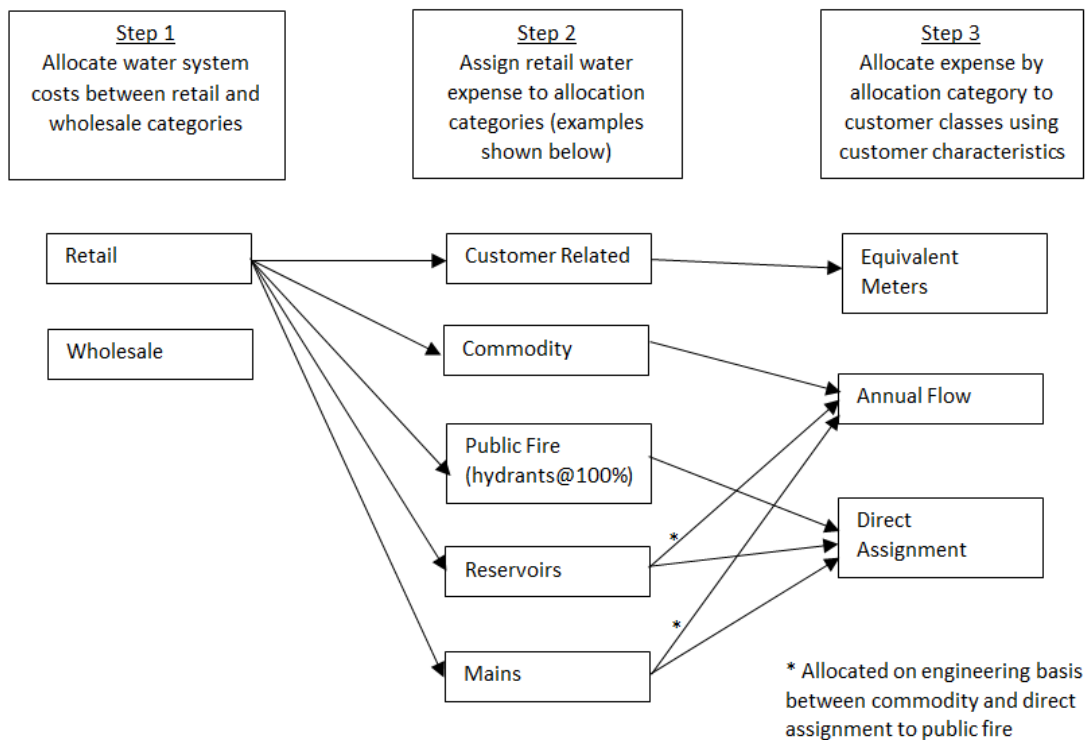 Step 1
Allocate water system
costs between retail and
wholesale categories
Step 2
Assign retail water
expense to allocation
categories (examples
shown below)
Step 3
Allocate expense by
allocation category to
customer classes using
customer characteristics
Retail
Customer Related
Equivalent
Meters
Wholesale
Commodity
Annual Flow
Public Fire
(hydrants@100%)
Direct
Assignment
*
Reservoirs
*
Mains
* Allocated on engineering basis
between commodity and direct
assignment to public fire